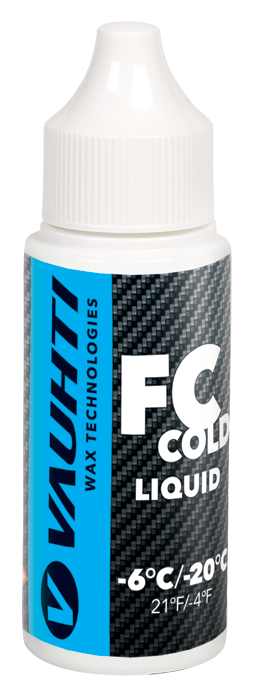 VAUHTI
WAX TECHNOLOGIES
FC
COLD
LIQUID
-6°C/-20°C
21°F/-4°F